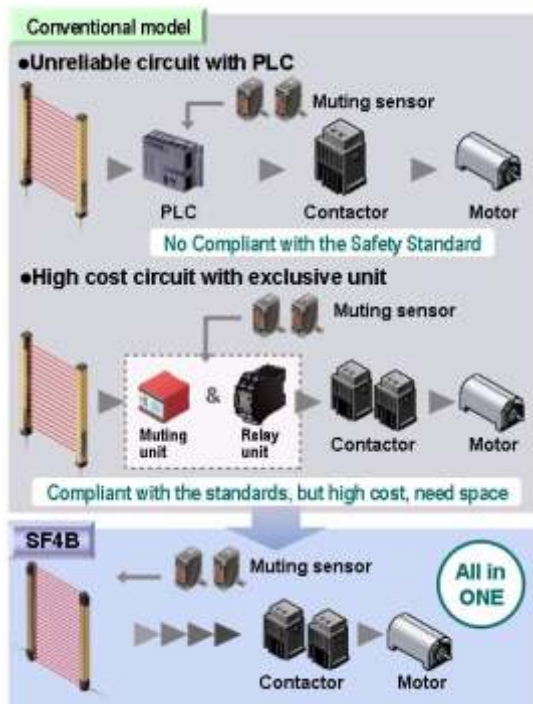 Conventional model
●Unreliable circuit with PLC
Muting sensor
PLC
Contactor
Motor
No Compliant with the Safety Standard
●High cost circuit with exclusive unit
Muting sensor
&
Muting
unit
Relay
unit
Contactor
Motor
Compliant with the standards, but high cost, need space
SF4B
Muting sensor
All in
ONE
Contactor
Motor